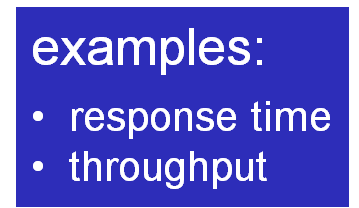 examples:
• response time
• throughput